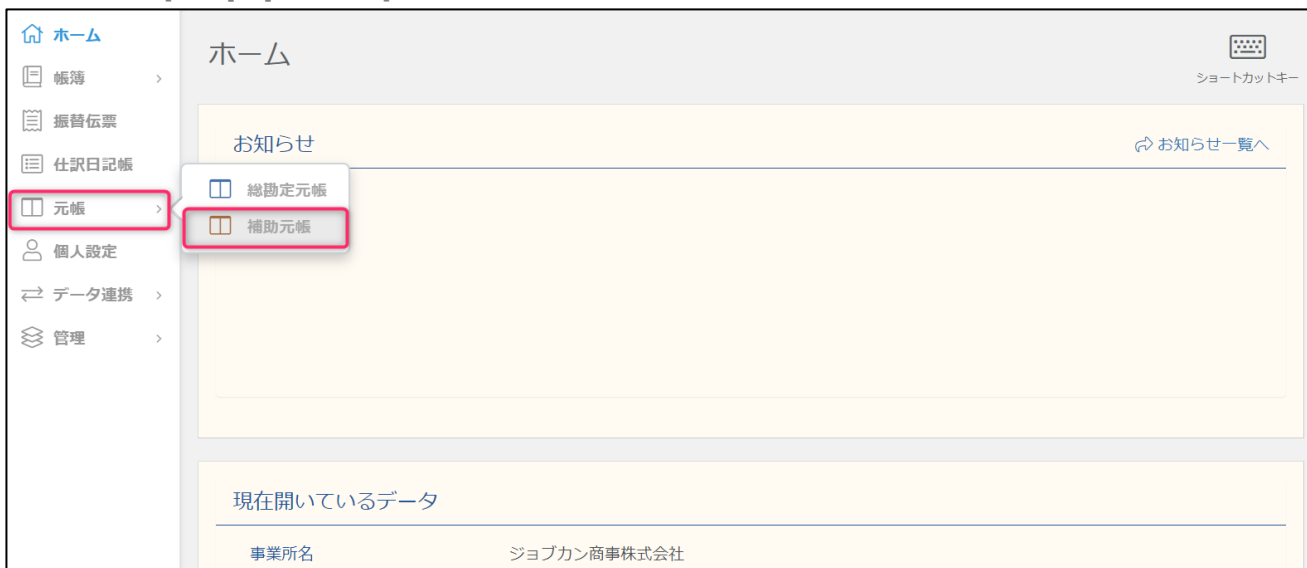 ホーム
帳簿
振替伝票
仕訳日記帳
元帳
個人設定
データ連携
管理
総勘定元帳
補助元帳
ホーム
ショートカットキー
お知らせ
お知らせ一覧へ
現在開いているデータ
事業所名 ジョブカン商事株式会社